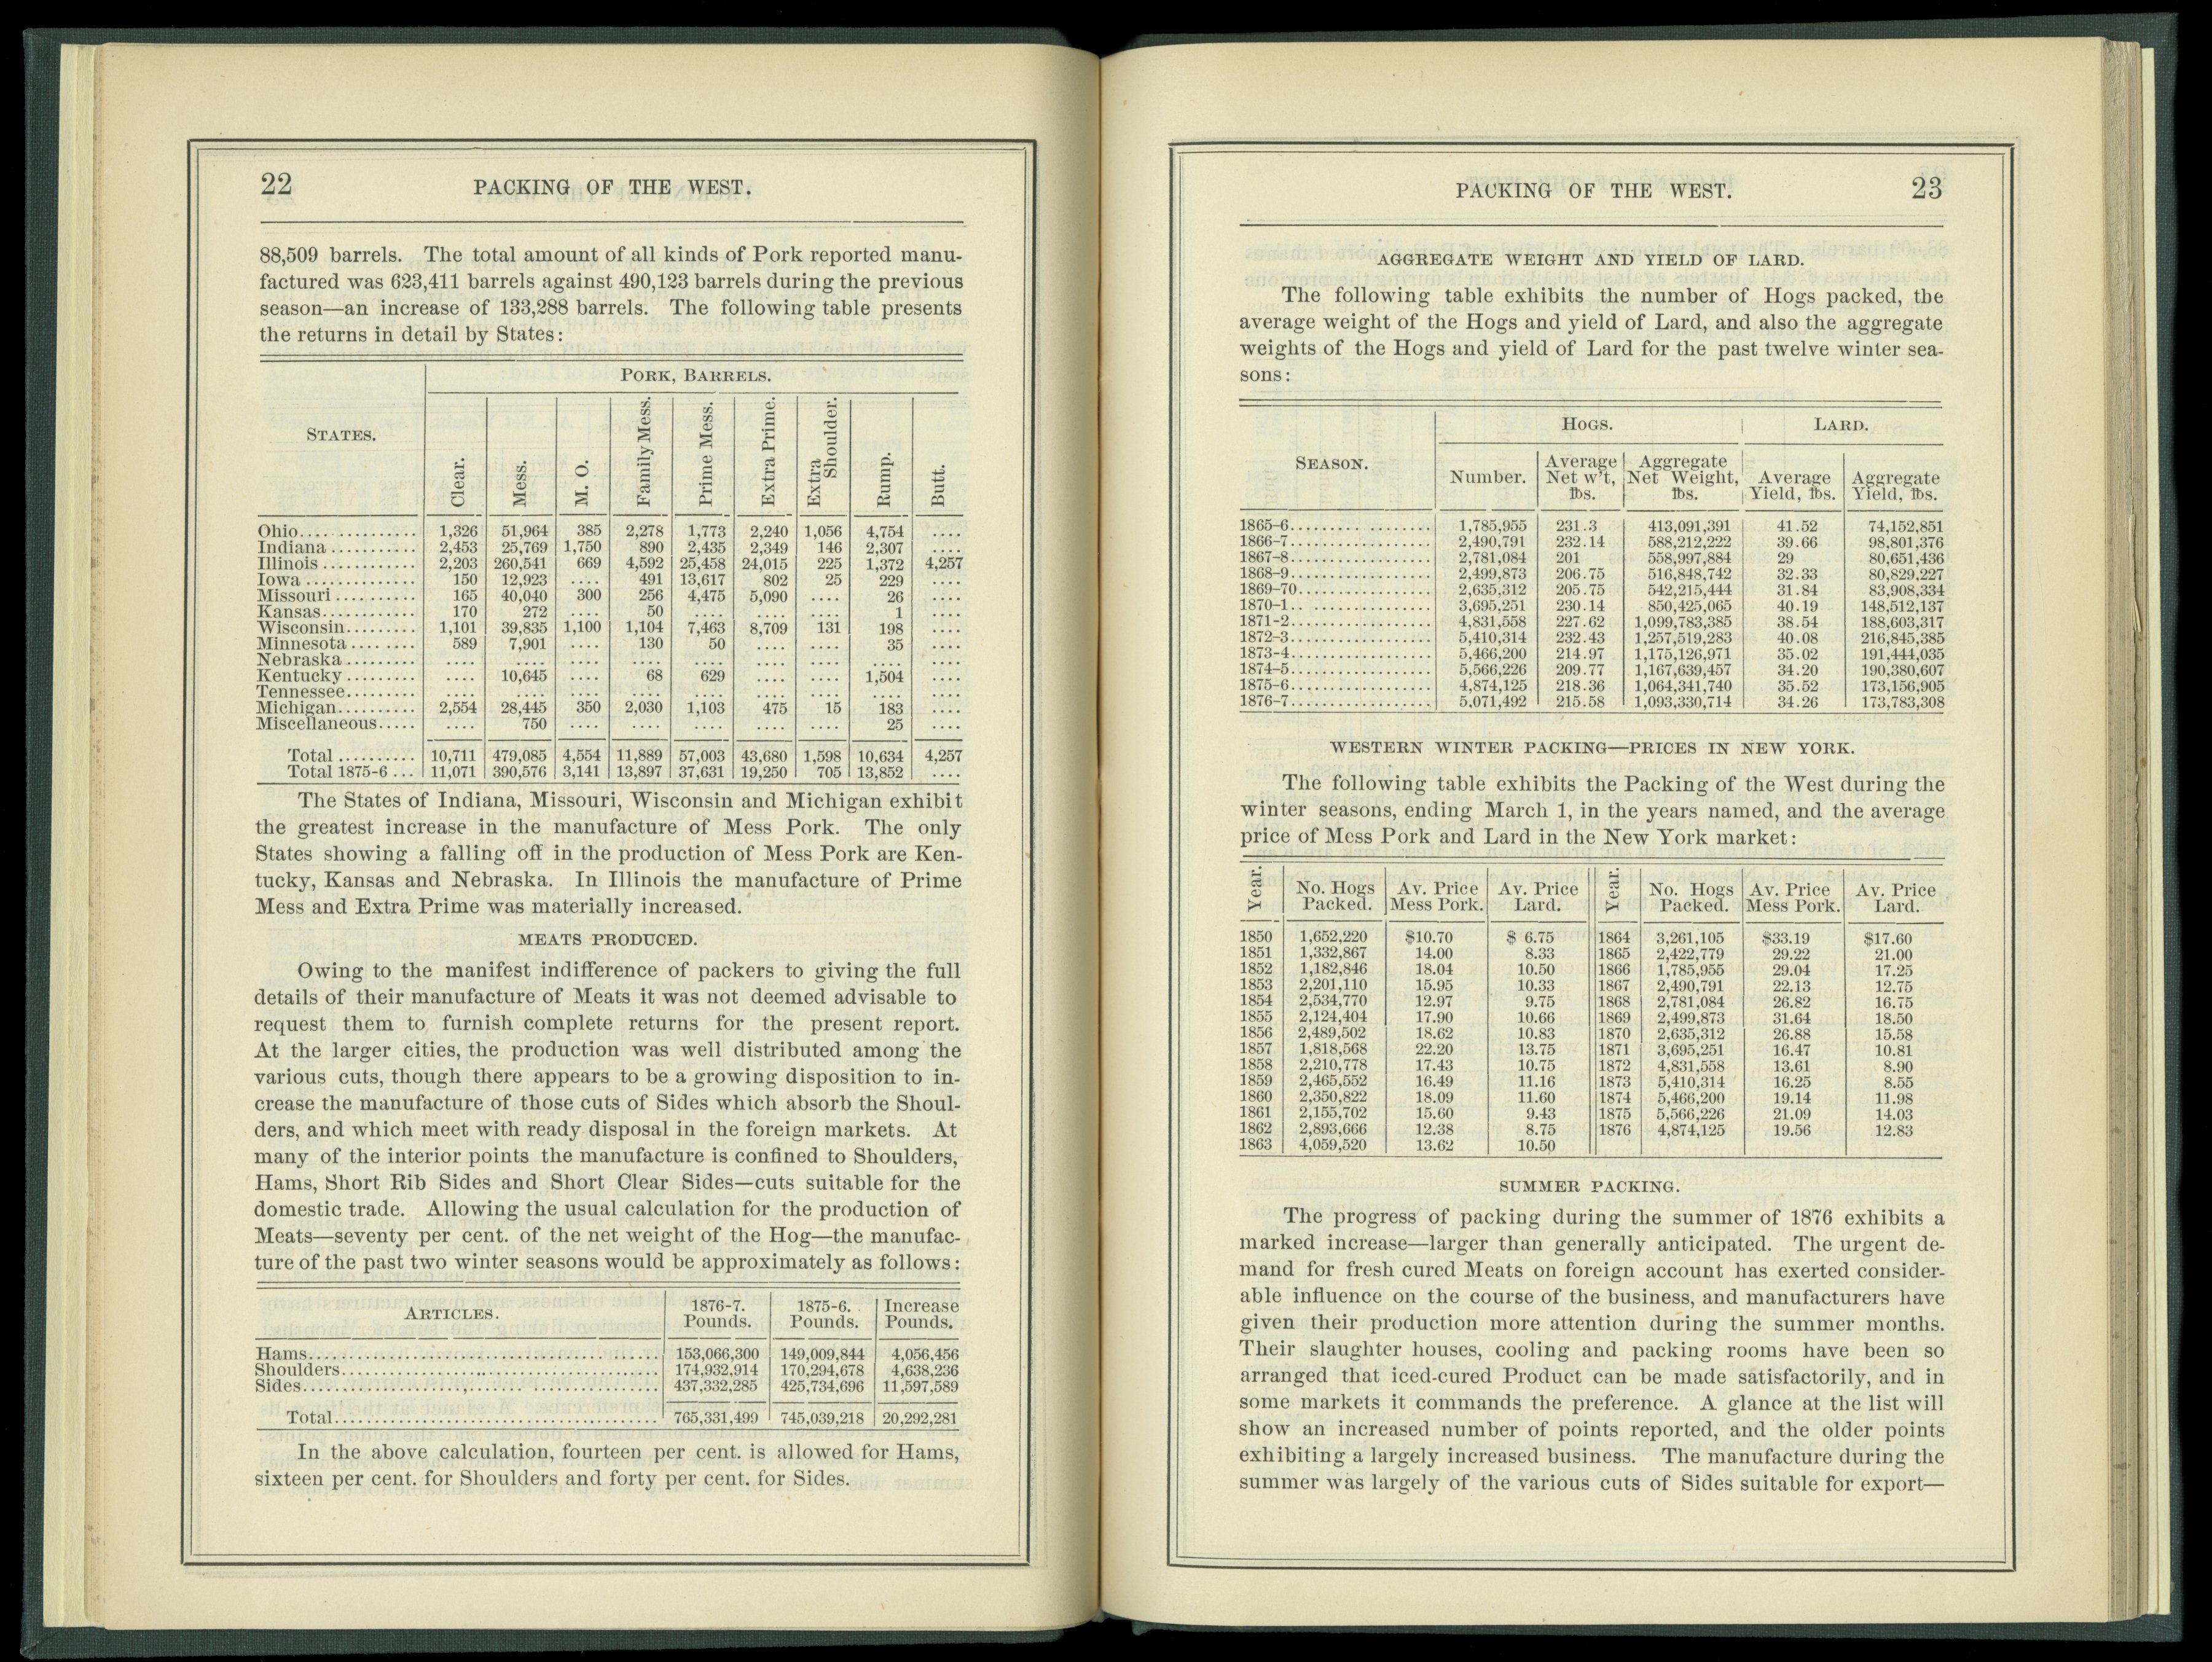 22
PACKING OF THE WEST.
88,509 barrels. The total amount of all kinds of Pork reported manu-
factured was 623,411 barrels against 490,123 barrels during the previous
season—an increase of 133,288 barrels. The following table presents
the returns in detail by States:
PORK, BARRELS.
STATES. Clear. Mess. M. O. Family Mess. Prime Mess. Extra Prime. Extra Shoulder. Rump. Butt.
Ohio................ 1,326 51,964 385 2,278 1,773 2,240 1,056 4,754 ....
Indiana ........... 2,453 25,769 1,750 890 2,435 2,349 146 2,307 ....
Illinois ............ 2,203 260,541 669 4,592 25,458 24,015 225 1,372 4,257
Iowa .............. 150 12,923 .... 491 13,617 802 25 229 ....
Missouri .......... 165 40,040 300 256 4,475 5,090 .... 26 ....
Kansas............ 170 272 .... 50 .... .... .... 1 ....
Wisconsin......... 1,101 39,835 1,100 1,104 7,463 8,709 131 198 ....
Minnesota ........ 589 7,901 .... 130 50 .... .... 35 ....
Nebraska ......... .... .... .... .... .... .... .... .... ....
Kentucky ......... .... 10,645 .... 68 629 .... .... 1,504 ....
Tennessee......... .... .... .... .... .... .... .... .... ....
Michigan.......... 2,554 28,445 350 2,030 1,103 475 15 183 ....
Miscellaneous..... .... 750 .... .... .... .... .... 25 ....
Total .......... 10,711 479,085 4,554 11,889 57,003 43,680 1,598 10,634 4,257
Total 1875-6 ... 11,071 390,576 3,141 13,897 37,631 19,250 705 13,852 ....
The States of Indiana, Missouri, Wisconsin and Michigan exhibit
the greatest increase in the manufacture of Mess Pork. The only
States showing a falling off in the production of Mess Pork are Ken-
tucky, Kansas and Nebraska. In Illinois the manufacture of Prime
Mess and Extra Prime was materially increased.
MEATS PRODUCED.
Owing to the manifest indifference of packers to giving the full
details of their manufacture of Meats it was not deemed advisable to
request them to furnish complete returns for the present report.
At the larger cities, the production was well distributed among the
various cuts, though there appears to be a growing disposition to in-
crease the manufacture of those cuts of Sides which absorb the Shoul-
ders, and which meet with ready disposal in the foreign markets. At
many of the interior points the manufacture is confined to Shoulders,
Hams, Short Rib Sides and Short Clear Sides—cuts suitable for the
domestic trade. Allowing the usual calculation for the production of
Meats—seventy per cent. of the net weight of the Hog—the manufac-
ture of the past two winter seasons would be approximately as follows:
ARTICLES. 1876-7. Pounds. 1875-6. Pounds. Increase Pounds.
Hams............................................. 153,066,300 149,009,844 4,056,456
Shoulders........................................ 174,932,914 170,294,678 4,638,236
Sides............................................. 437,332,285 425,734,696 11,597,589
Total........................................ 765,331,499 745,039,218 20,292,281
In the above calculation, fourteen per cent. is allowed for Hams,
sixteen per cent. for Shoulders and forty per cent. for Sides.
PACKING OF THE WEST.
23
AGGREGATE WEIGHT AND YIELD OF LARD.
The following table exhibits the number of Hogs packed, the
average weight of the Hogs and yield of Lard, and also the aggregate
weights of the Hogs and yield of Lard for the past twelve winter sea-
sons:
HOGS. LARD.
SEASON. Number. Average Net w't, lbs. Aggregate Net Weight, lbs. Average Yield, lbs. Aggregate Yield, lbs.
1865-6................. 1,785,955 231.3 413,091,391 41.52 74,152,851
1866-7................. 2,490,791 232.14 588,212,222 39.66 98,801,376
1867-8................. 2,781,084 201 558,997,884 29 80,651,436
1868-9................. 2,499,873 206.75 516,848,742 32.33 80,829,227
1869-70................ 2,635,312 205.75 542,215,444 31.84 83,908,334
1870-1................. 3,695,251 230.14 850,425,065 40.19 148,512,137
1871-2................. 4,831,558 227.62 1,099,783,385 38.54 188,603,317
1872-3................. 5,410,314 232.43 1,257,519,283 40.08 216,845,385
1873-4................. 5,466,200 214.97 1,175,126,971 35.02 191,444,035
1874-5................. 5,566,226 209.77 1,167,639,457 34.20 190,380,607
1875-6................. 4,874,125 218.36 1,064,341,740 35.52 173,156,905
1876-7................. 5,071,492 215.58 1,093,330,714 34.26 173,783,308
WESTERN WINTER PACKING—PRICES IN NEW YORK.
The following table exhibits the Packing of the West during the
winter seasons, ending March 1, in the years named, and the average
price of Mess Pork and Lard in the New York market:
Year. No. Hogs Packed. Av. Price Mess Pork. Av. Price Lard. Year. No. Hogs Packed. Av. Price Mess Pork. Av. Price Lard.
1850 1,652,220 $10.70 $ 6.75 1864 3,261,105 $33.19 $17.60
1851 1,332,867 14.00 8.33 1865 2,422,779 29.22 21.00
1852 1,182,846 18.04 10.50 1866 1,785,955 29.04 17.25
1853 2,201,110 15.95 10.33 1867 2,490,791 22.13 12.75
1854 2,534,770 12.97 9.75 1868 2,781,084 26.82 16.75
1855 2,124,404 17.90 10.66 1869 2,499,873 31.64 18.50
1856 2,489,502 18.62 10.83 1870 2,635,312 26.88 15.58
1857 1,818,568 22.20 13.75 1871 3,695,251 16.47 10.81
1858 2,210,778 17.43 10.75 1872 4,831,558 13.61 8.90
1859 2,465,552 16.49 11.16 1873 5,410,314 16.25 8.55
1860 2,350,822 18.09 11.60 1874 5,466,200 19.14 11.98
1861 2,155,702 15.60 9.43 1875 5,566,226 21.09 14.03
1862 2,893,666 12.38 8.75 1876 4,874,125 19.56 12.83
1863 4,059,520 13.62 10.50
SUMMER PACKING.
The progress of packing during the summer of 1876 exhibits a
marked increase—larger than generally anticipated. The urgent de-
mand for fresh cured Meats on foreign account has exerted consider-
able influence on the course of the business, and manufacturers have
given their production more attention during the summer months.
Their slaughter houses, cooling and packing rooms have been so
arranged that iced-cured Product can be made satisfactorily, and in
some markets it commands the preference. A glance at the list will
show an increased number of points reported, and the older points
exhibiting a largely increased business. The manufacture during the
summer was largely of the various cuts of Sides suitable for export—